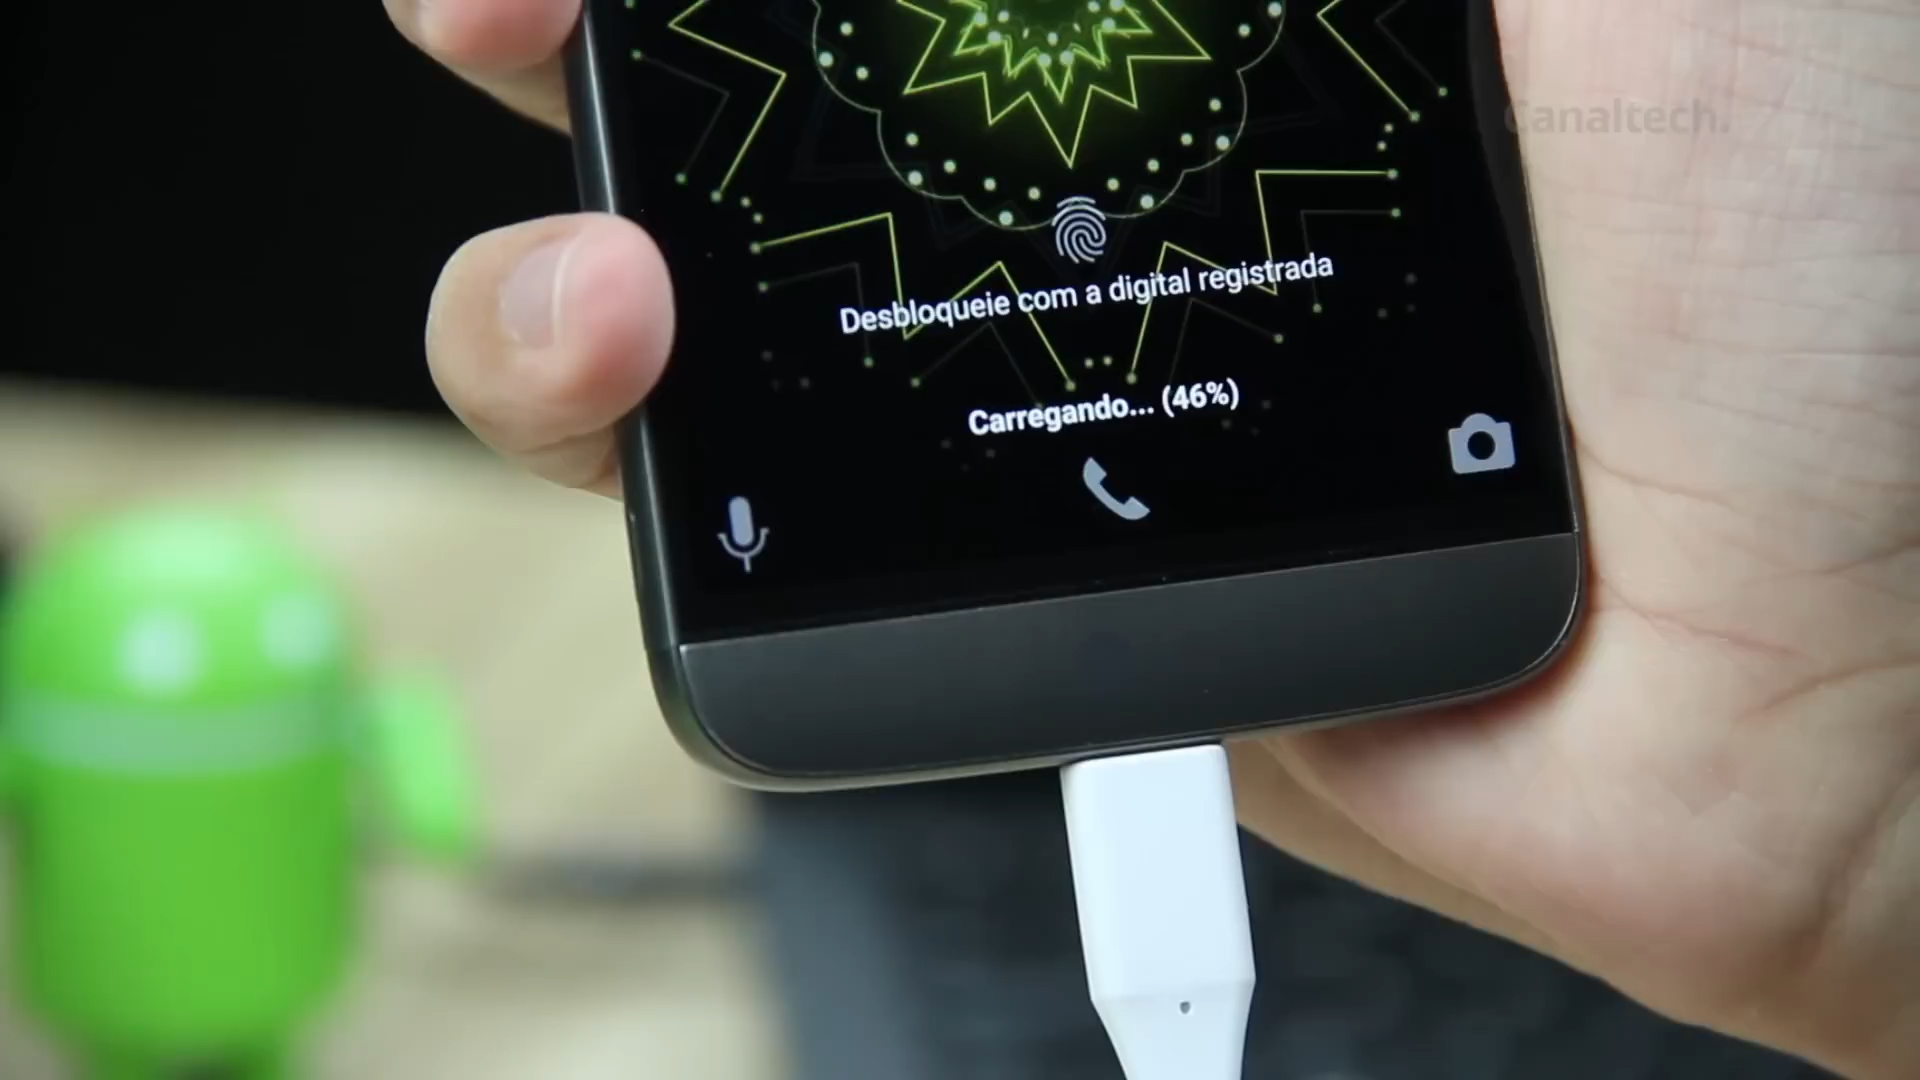 Canaltech.
Desbloqueie com a digital registrada
Carregando... (46%)